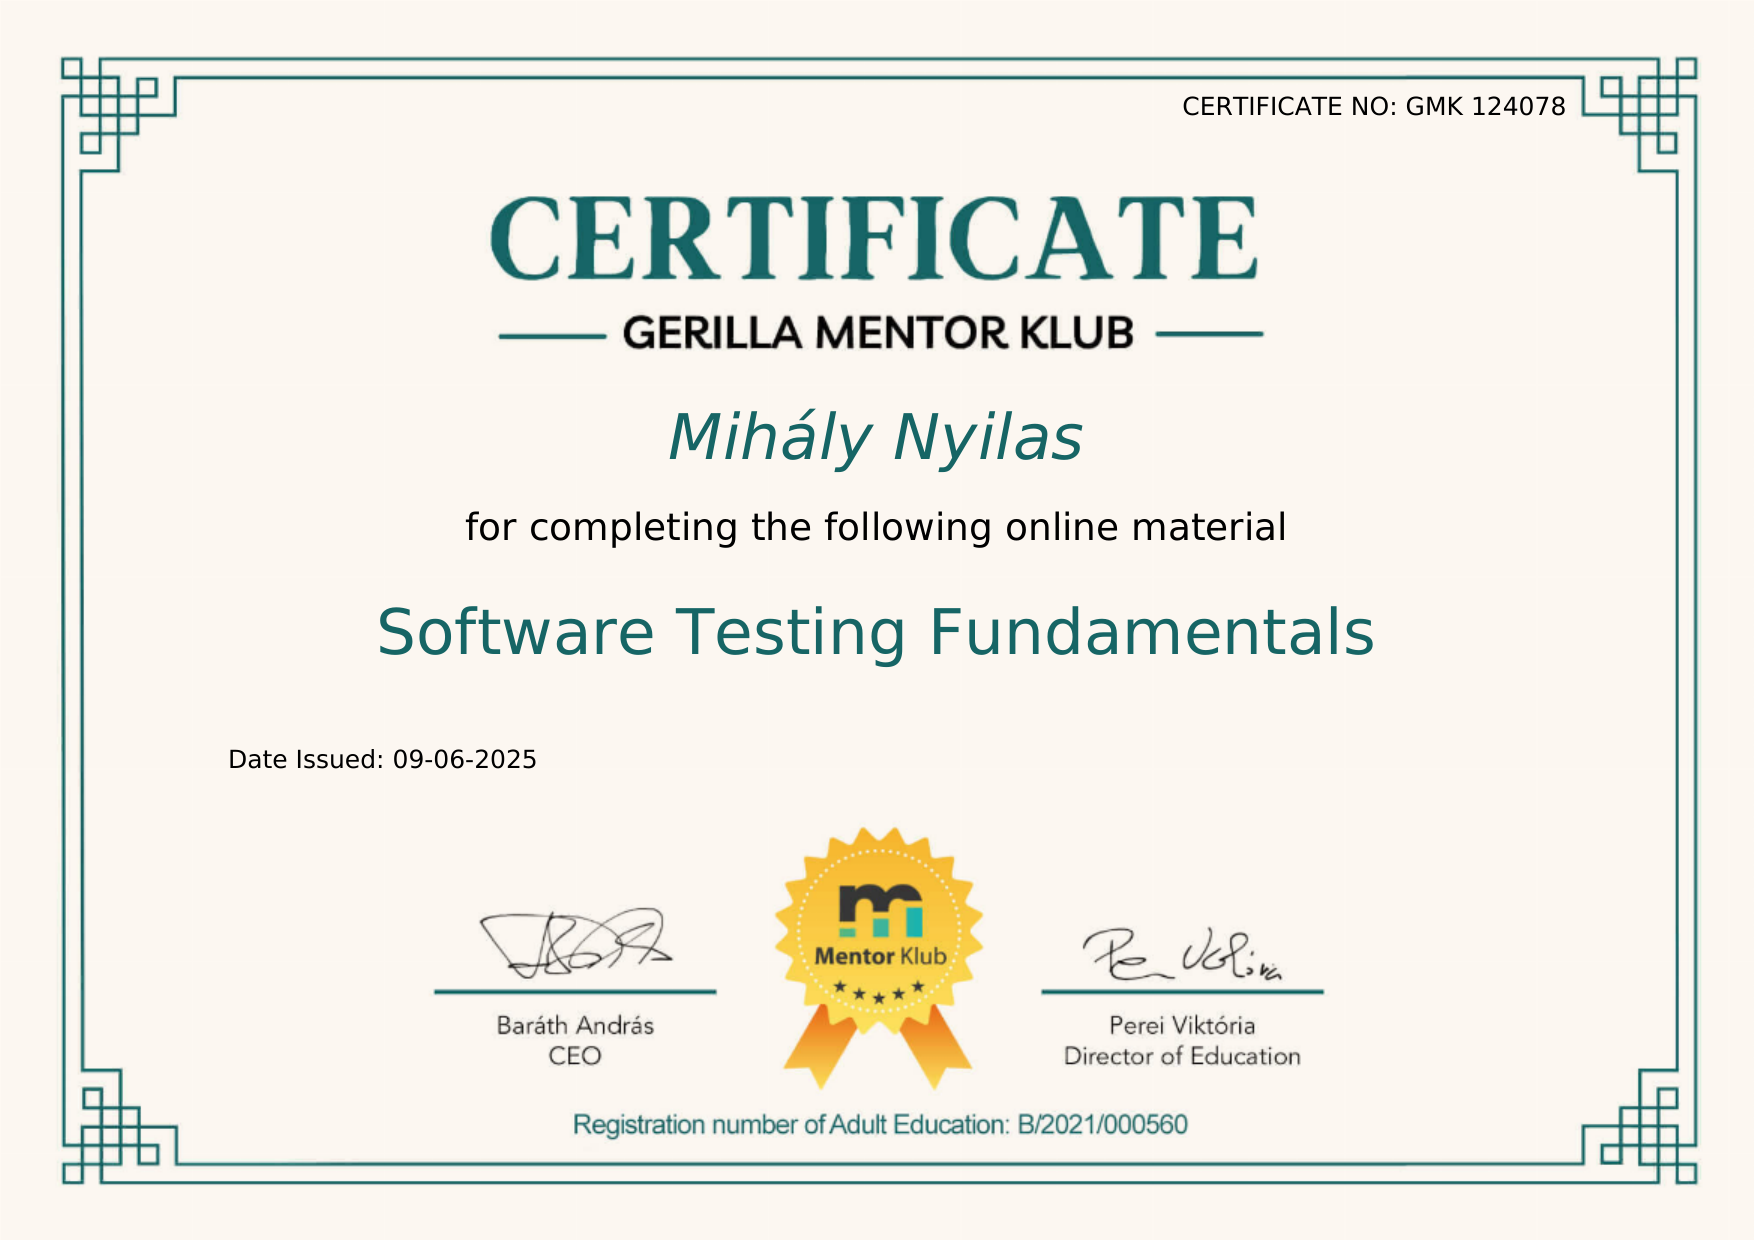 CERTIFICATE NO: GMK 124078
CERTIFICATE
GERILLA MENTOR KLUB
Mihály Nyilas
for completing the following online material
Software Testing Fundamentals
Date Issued: 09-06-2025
Mentor Klub
Baráth András
CEO
Perei Viktória
Director of Education
Registration number of Adult Education: B/2021/000560